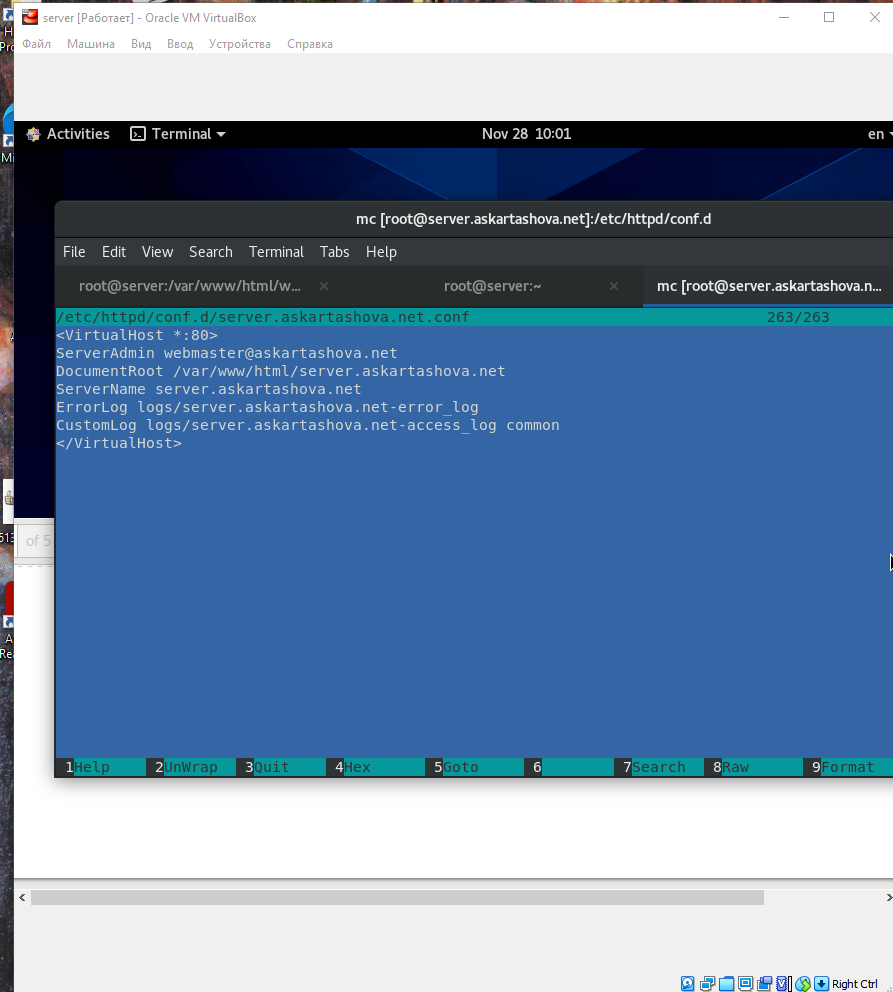 server [Работает] - Oracle VM VirtualBox
Файл Машина Вид Ввод Устройства Справка
Activities Terminal Nov 28 10:01 en
mc [root@server.askartashova.net]:/etc/httpd/conf.d
File Edit View Search Terminal Tabs Help
root@server:/var/www/html/w... × root@server:~ × mc [root@server.askartashova.n...
/etc/httpd/conf.d/server.askartashova.net.conf 263/263
<VirtualHost *:80>
ServerAdmin webmaster@askartashova.net
DocumentRoot /var/www/html/server.askartashova.net
ServerName server.askartashova.net
ErrorLog logs/server.askartashova.net-error_log
CustomLog logs/server.askartashova.net-access_log common
</VirtualHost>
of 5
1Help 2UnWrap 3Quit 4Hex 5Goto 6 7Search 8Raw 9Format
Right Ctrl